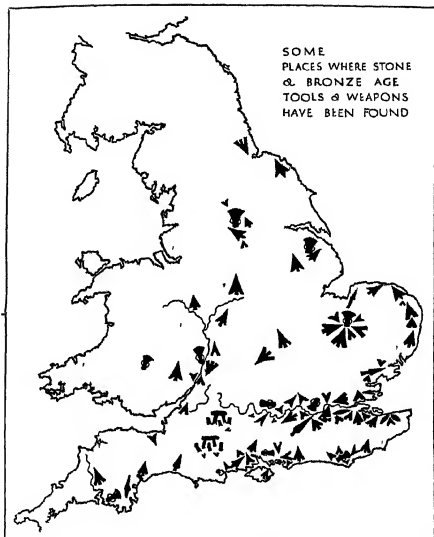 SOME
PLACES WHERE STONE
& BRONZE AGE
TOOLS & WEAPONS
HAVE BEEN FOUND